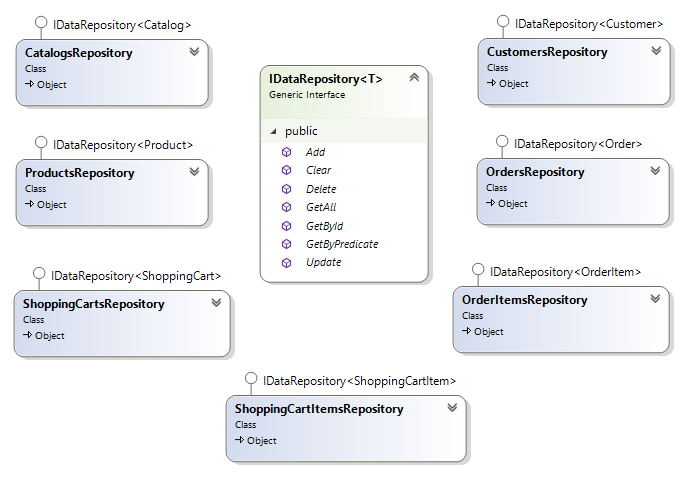 IDataRepository<Catalog>
CatalogsRepository
Class
Object
IDataRepository<Product>
ProductsRepository
Class
Object
IDataRepository<ShoppingCart>
ShoppingCartsRepository
Class
Object
IDataRepository<T>
Generic Interface
public
Add
Clear
Delete
GetAll
GetById
GetByPredicate
Update
IDataRepository<Customer>
CustomersRepository
Class
Object
IDataRepository<Order>
OrdersRepository
Class
Object
IDataRepository<OrderItem>
OrderItemsRepository
Class
Object
IDataRepository<ShoppingCartItem>
ShoppingCartItemsRepository
Class
Object